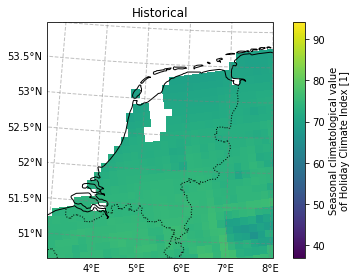 Historical
53.5°N
53°N
52.5°N
52°N
51.5°N
51°N
4°E
5°E
6°E
7°E
8°E
90
80
70
60
50
40
Seasonal climatological value
of Holiday Climate Index [1]